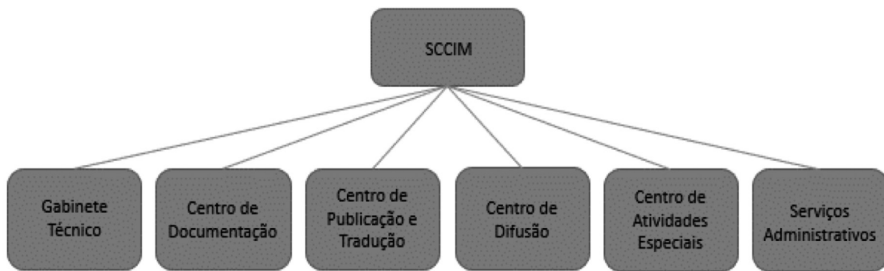 SCCIM
Gabinete
Técnico
Centro de
Documentação
Centro de
Publicação e
Tradução
Centro de
Difusão
Centro de
Atividades
Especiais
Serviços
Administrativos